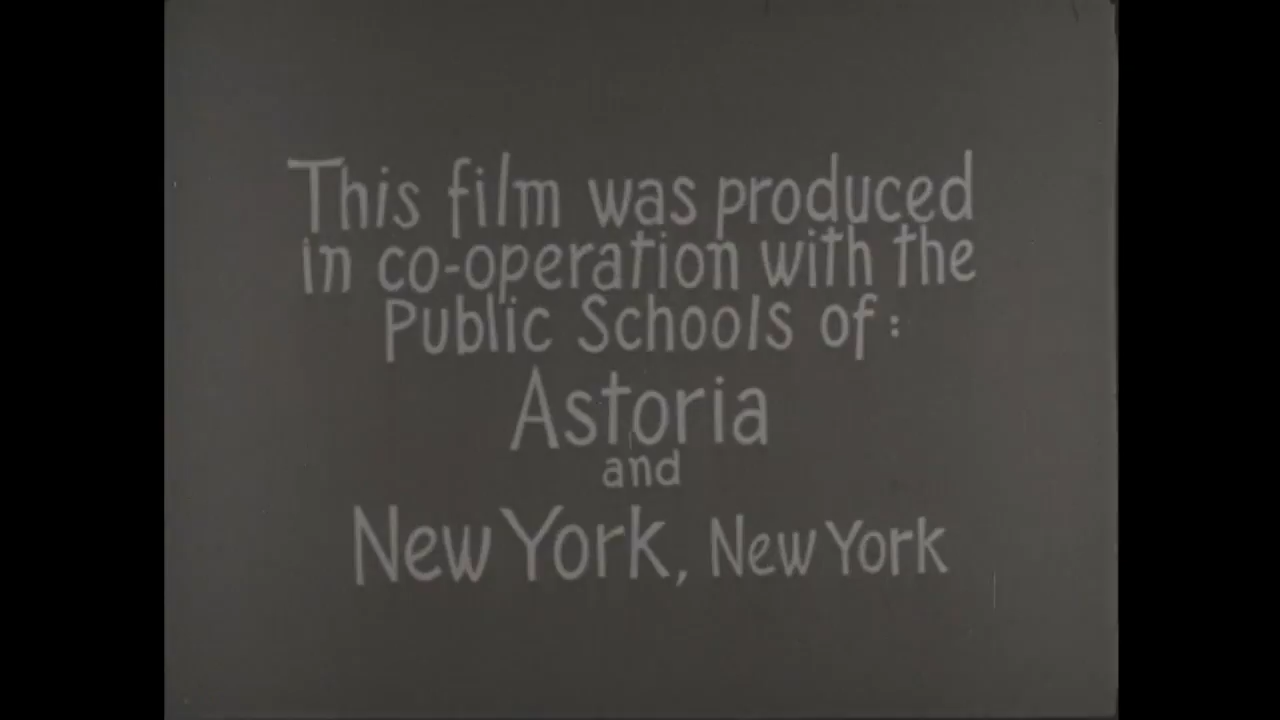 This film was produced
in co-operation with the
Public Schools of:
Astoria
and
New York, New York